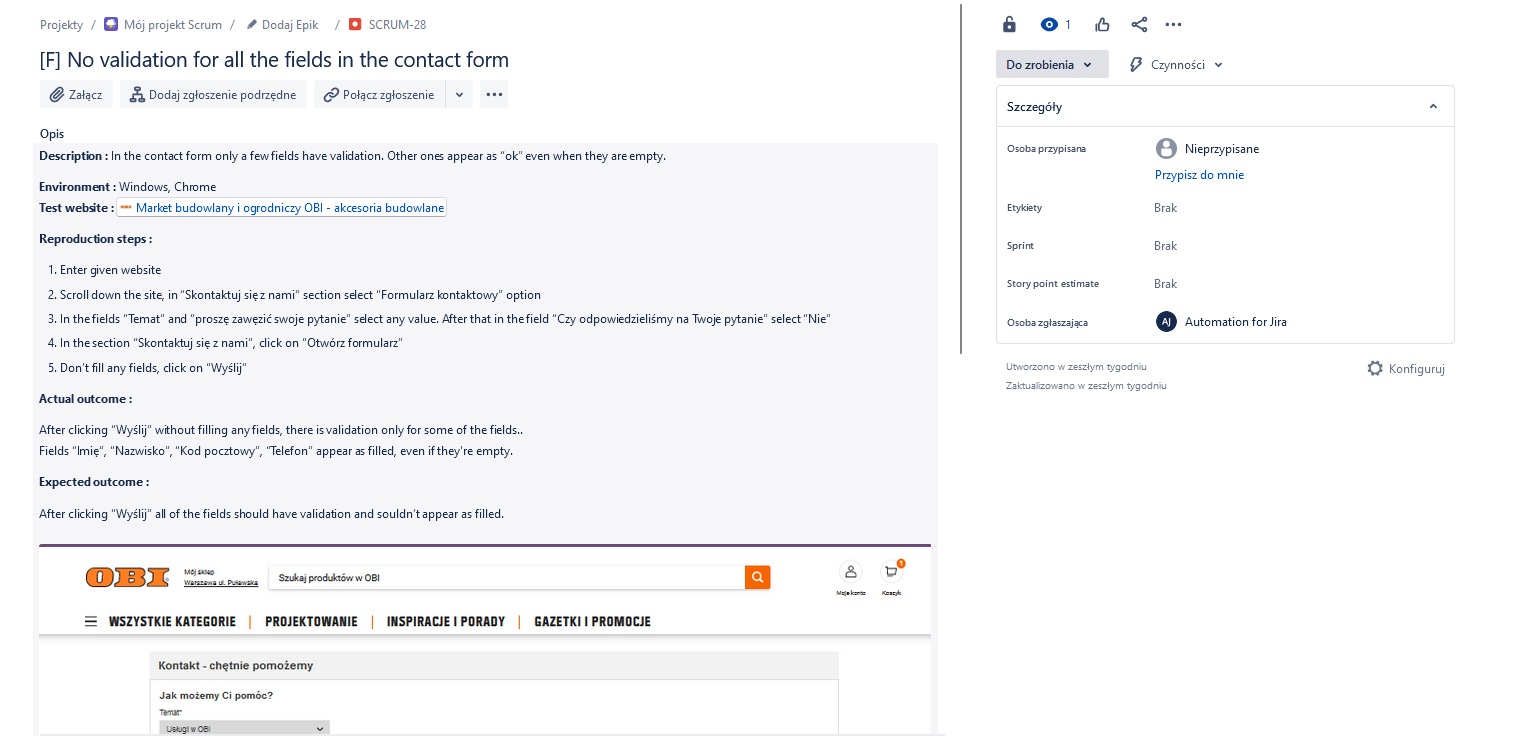 Projekty / Mój projekt Scrum / Dodaj Epik / SCRUM-28
[F] No validation for all the fields in the contact form
Załącz Dodaj zgłoszenie podrzędne Połącz zgłoszenie
Opis
Description : In the contact form only a few fields have validation. Other ones appear as “ok” even when they are empty.
Environment : Windows, Chrome
Test website : Market budowlany i ogrodniczy OBI - akcesoria budowlane
Reproduction steps :
1. Enter given website
2. Scroll down the site, in “Skontaktuj się z nami” section select “Formularz kontaktowy” option
3. In the fields “Temat” and “proszę zawęzić swoje pytanie” select any value. After that in the field “Czy odpowiedzieliśmy na Twoje pytanie” select “Nie”
4. In the section “Skontaktuj się z nami”, click on “Otwórz formularz”
5. Don’t fill any fields, click on “Wyślij”
Actual outcome :
After clicking “Wyślij” without filling any fields, there is validation only for some of the fields..
Fields “Imię”, “Nazwisko”, “Kod pocztowy”, “Telefon” appear as filled, even if they're empty.
Expected outcome :
After clicking “Wyślij” all of the fields should have validation and souldn’t appear as filled.
OBI
Mój sklep
Warszawa ul. Puławska
Szukaj produktów w OBI
Moje konto
1
Koszyk
WSZYSTKIE KATEGORIE | PROJEKTOWANIE | INSPIRACJE I PORADY | GAZETKI I PROMOCJE
Kontakt - chętnie pomożemy
Jak możemy Ci pomóc?
Temat*
Usługi w OBI
1
Do zrobienia Czynności
Szczegóły
Osoba przypisana Nieprzypisane
Przypisz do mnie
Etykiety Brak
Sprint Brak
Story point estimate Brak
Osoba zgłaszająca AJ Automation for Jira
Utworzono w zeszłym tygodniu
Zaktualizowano w zeszłym tygodniu
Konfiguruj